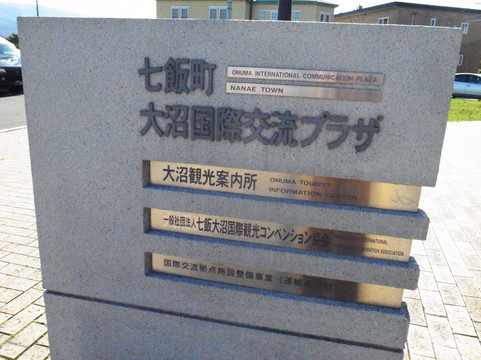 七飯町
ONUMA INTERNATIONAL COMMUNICATION PLAZA
NANAE TOWN
大沼国際交流プラザ
大沼観光案内所
ONUMA TOURIST
INFORMATION CENTER
一般社団法人七飯大沼国際観光コンベンション協会
INTERNATIONAL
ASSOCIATION
国際交流拠点施設整備事業